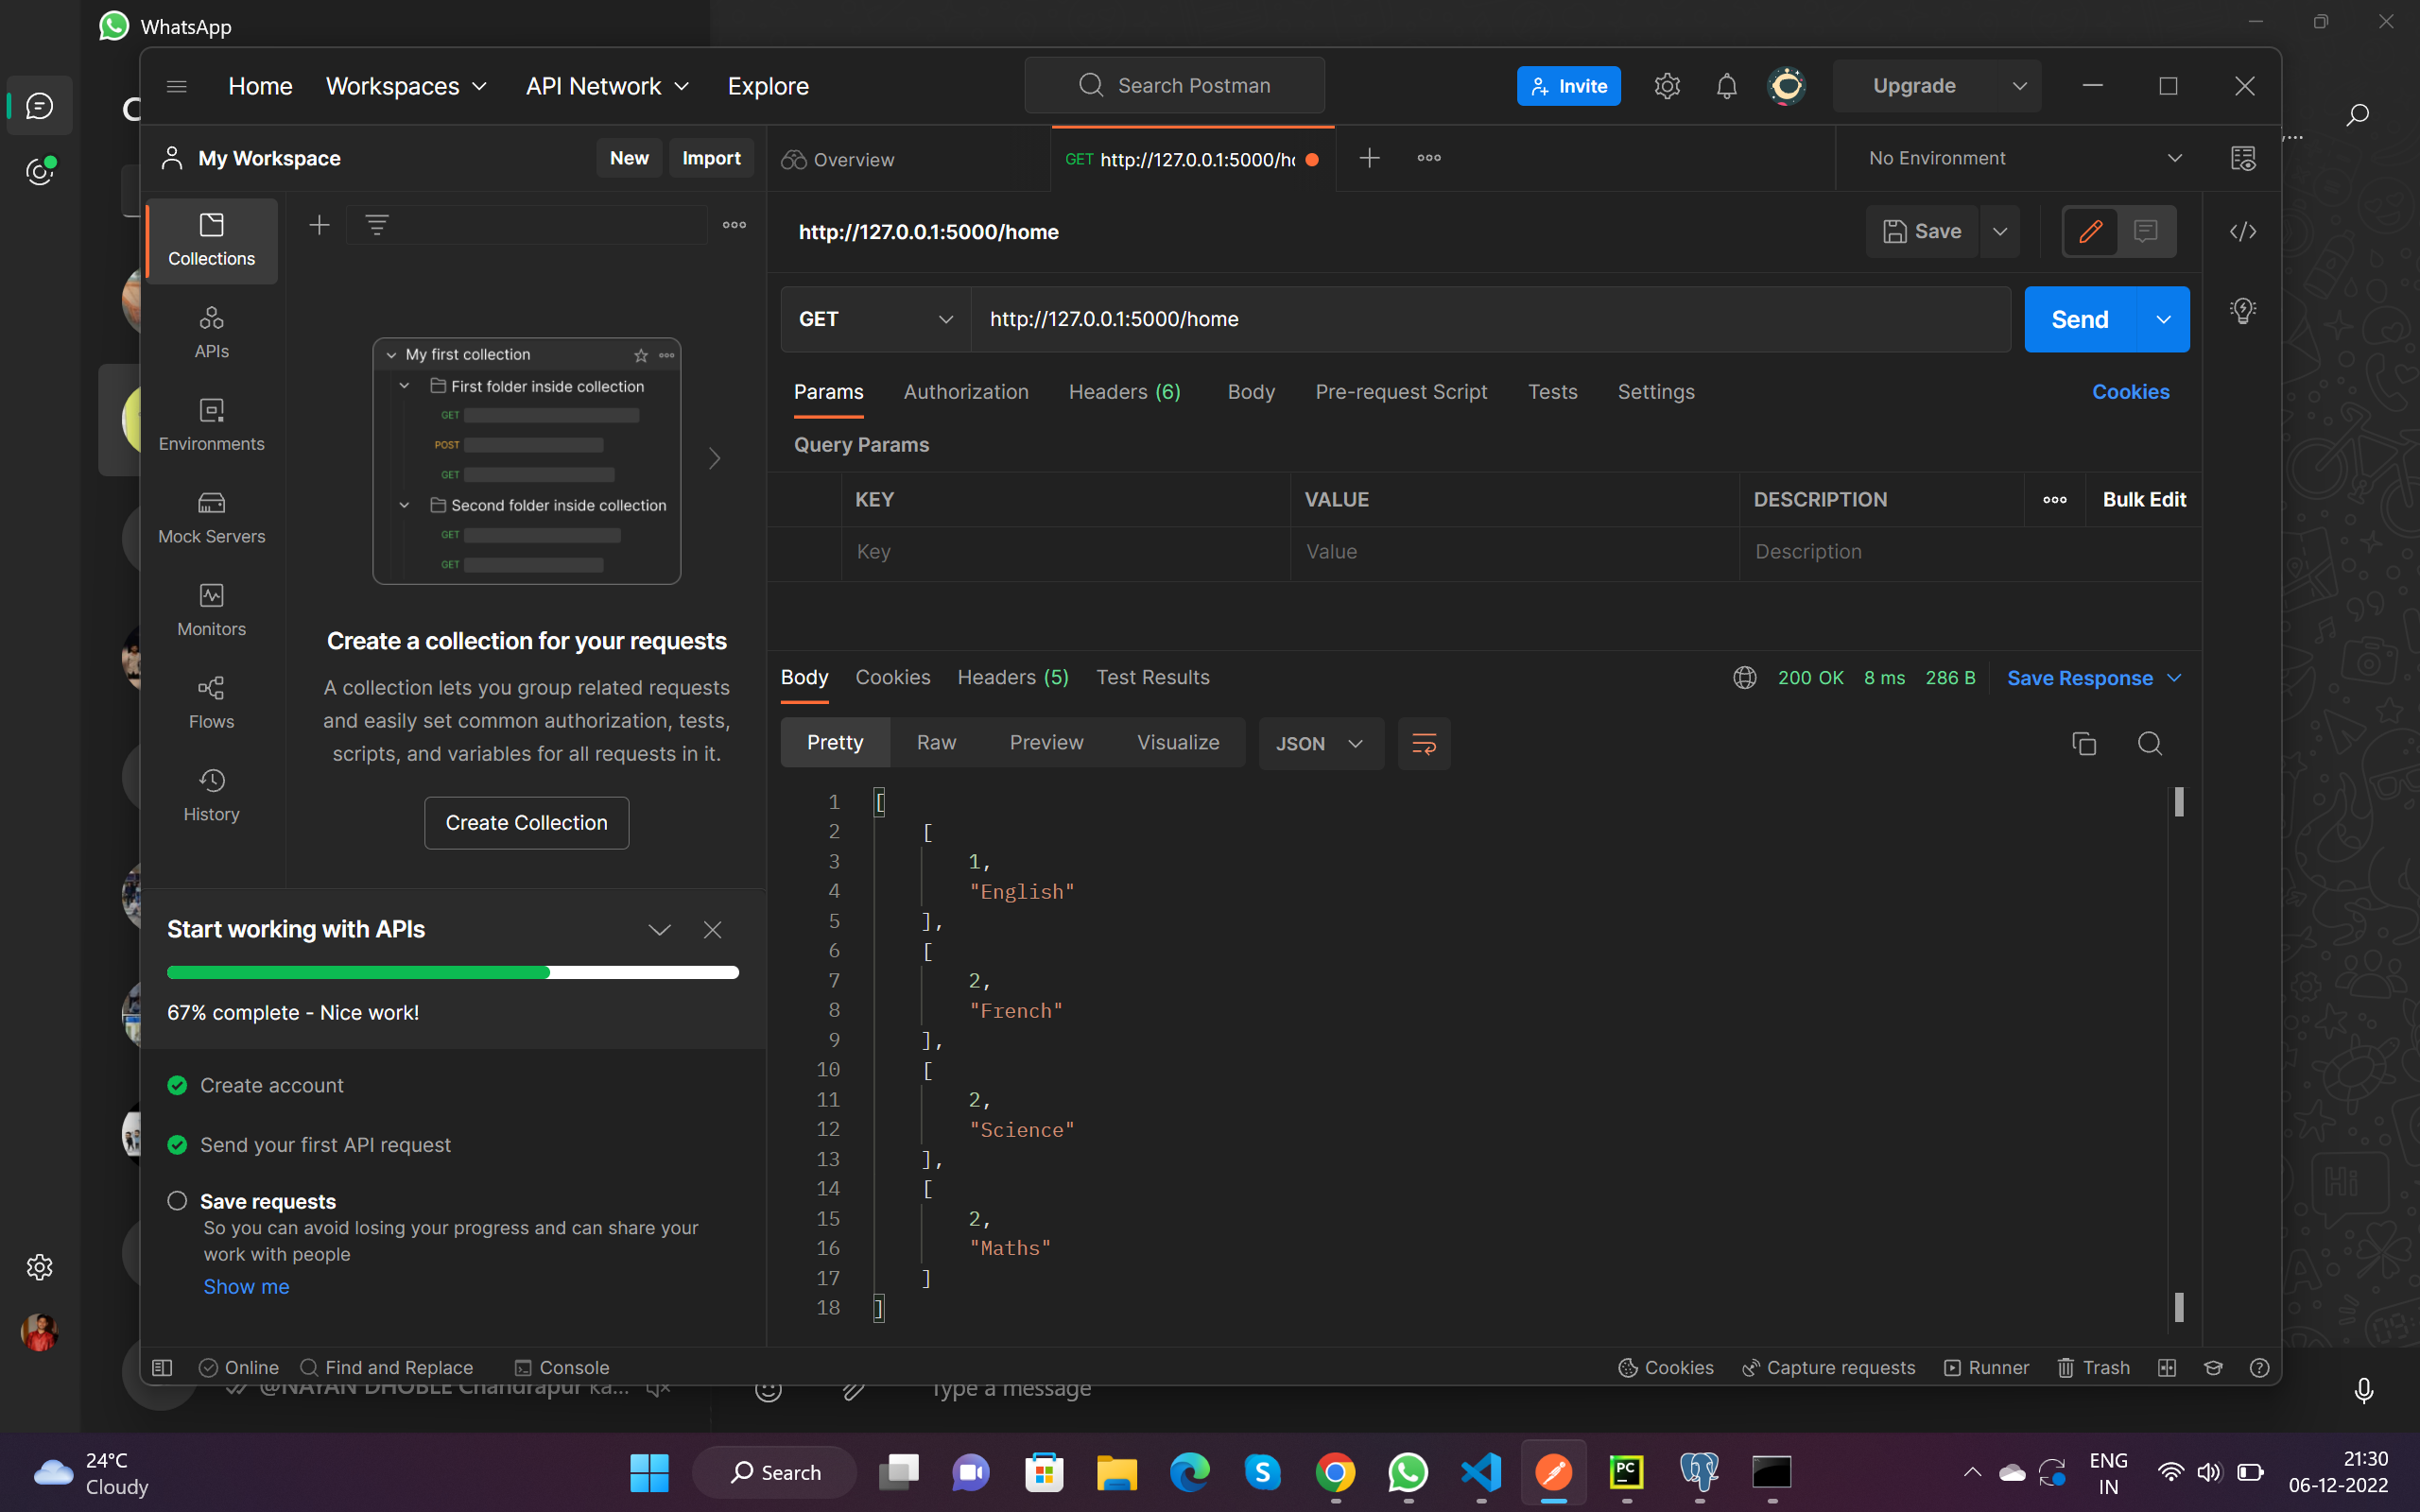 WhatsApp
Home Workspaces API Network Explore Search Postman Invite Upgrade
My Workspace New Import Overview GET http://127.0.0.1:5000/h No Environment
Collections
APIs
Environments
Mock Servers
Monitors
Flows
History
My first collection
First folder inside collection
GET
POST
GET
Second folder inside collection
GET
GET
Create a collection for your requests
A collection lets you group related requests
and easily set common authorization, tests,
scripts, and variables for all requests in it.
Create Collection
Start working with APIs
67% complete - Nice work!
Create account
Send your first API request
Save requests
So you can avoid losing your progress and can share your
work with people
Show me
http://127.0.0.1:5000/home Save
GET http://127.0.0.1:5000/home Send
Params Authorization Headers (6) Body Pre-request Script Tests Settings Cookies
Query Params
KEY VALUE DESCRIPTION Bulk Edit
Key Value Description
Body Cookies Headers (5) Test Results 200 OK 8 ms 286 B Save Response
Pretty Raw Preview Visualize JSON
1 [
2 [
3 1,
4 "English"
5 ],
6 [
7 2,
8 "French"
9 ],
10 [
11 2,
12 "Science"
13 ],
14 [
15 2,
16 "Maths"
17 ]
18 ]
Online Find and Replace Console Cookies Capture requests Runner Trash
@NAYAN DHOBLE Chandrapur ka... Type a message
24°C
Cloudy
Search
ENG
IN
21:30
06-12-2022